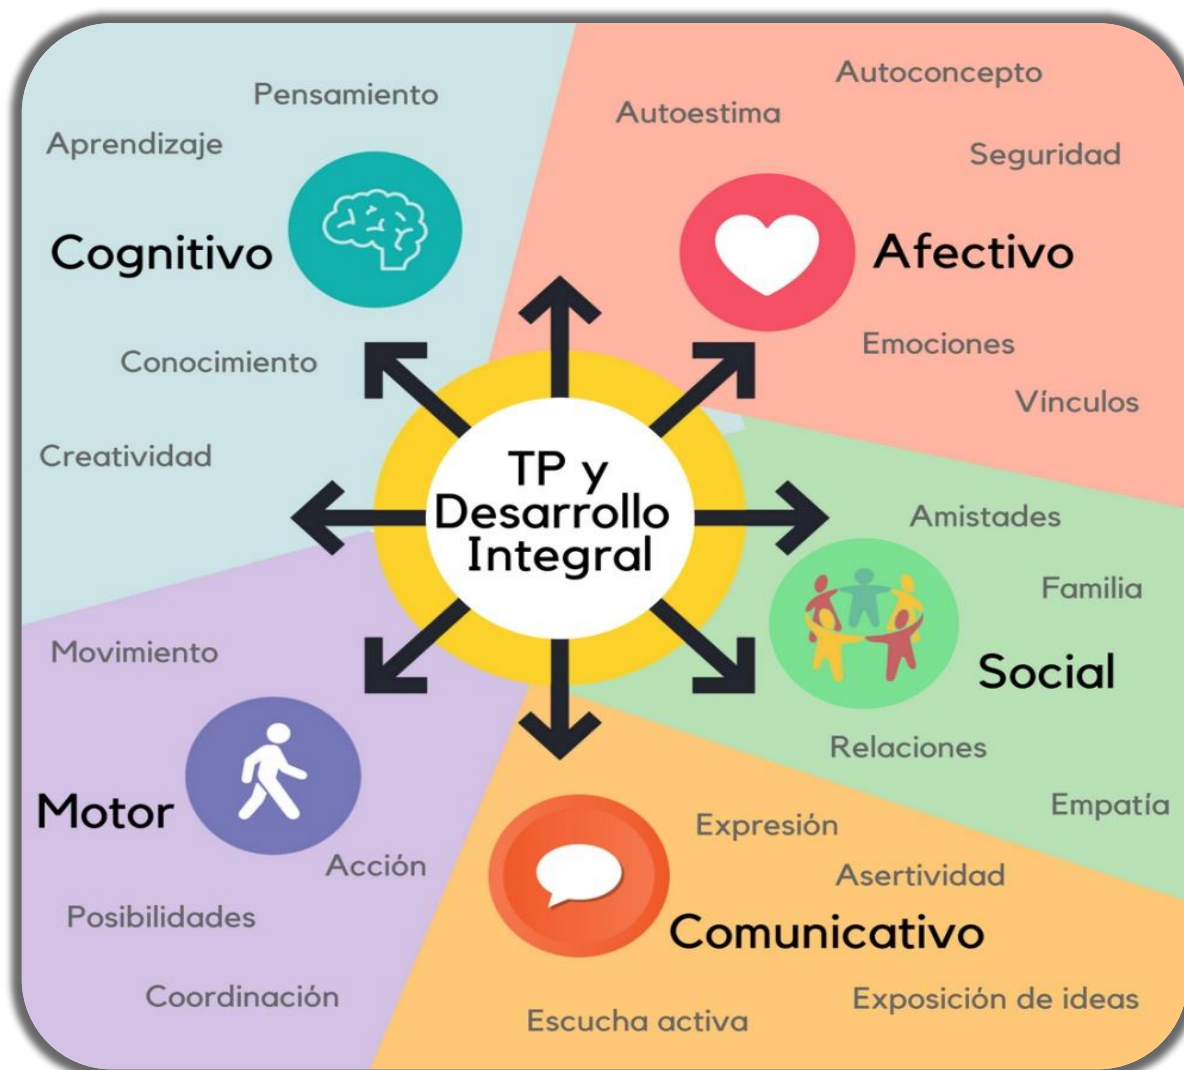 Pensamiento
Aprendizaje
Cognitivo
Conocimiento
Creatividad
Autoconcepto
Autoestima
Seguridad
Afectivo
Emociones
Vínculos
TP y
Desarrollo
Integral
Amistades
Familia
Social
Relaciones
Empatía
Movimiento
Motor
Acción
Posibilidades
Coordinación
Expresión
Asertividad
Comunicativo
Exposición de ideas
Escucha activa